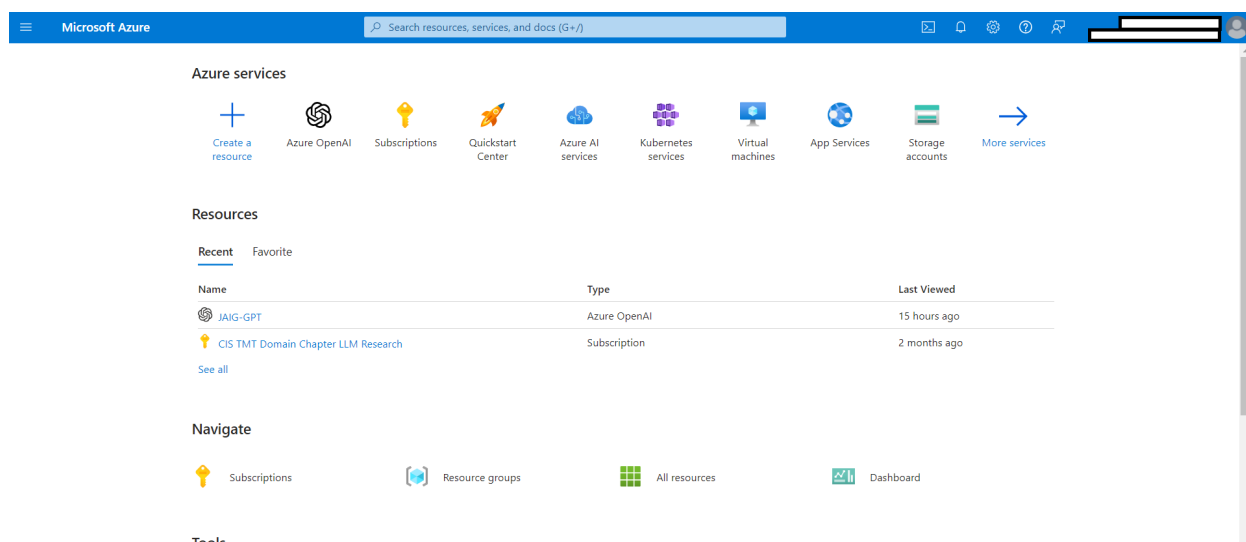 Microsoft Azure
Search resources, services, and docs (G+/)
Azure services
Create a
resource
Azure OpenAI
Subscriptions
Quickstart
Center
Azure AI
services
Kubernetes
services
Virtual
machines
App Services
Storage
accounts
More services
Resources
Recent Favorite
Name Type Last Viewed
JAIG-GPT Azure OpenAI 15 hours ago
CIS TMT Domain Chapter LLM Research Subscription 2 months ago
See all
Navigate
Subscriptions Resource groups All resources Dashboard
Tools